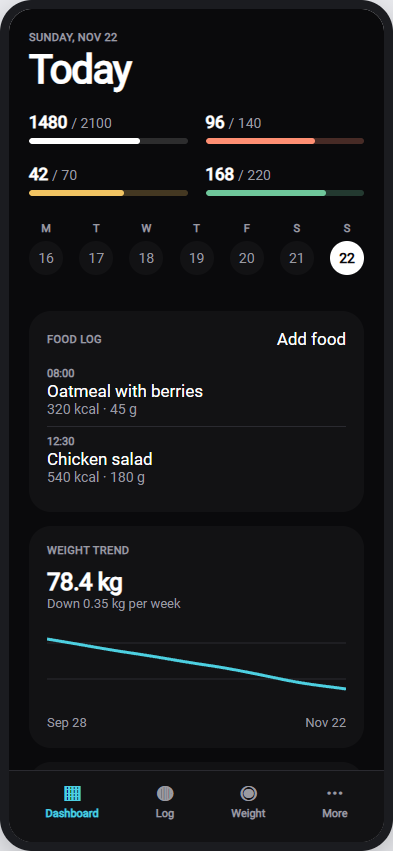 SUNDAY, NOV 22
Today
1480 / 2100
96 / 140
42 / 70
168 / 220
M T W T F S S
16 17 18 19 20 21 22
FOOD LOG
Add food
08:00
Oatmeal with berries
320 kcal · 45 g
12:30
Chicken salad
540 kcal · 180 g
WEIGHT TREND
78.4 kg
Down 0.35 kg per week
Sep 28
Nov 22
Dashboard
Log
Weight
More